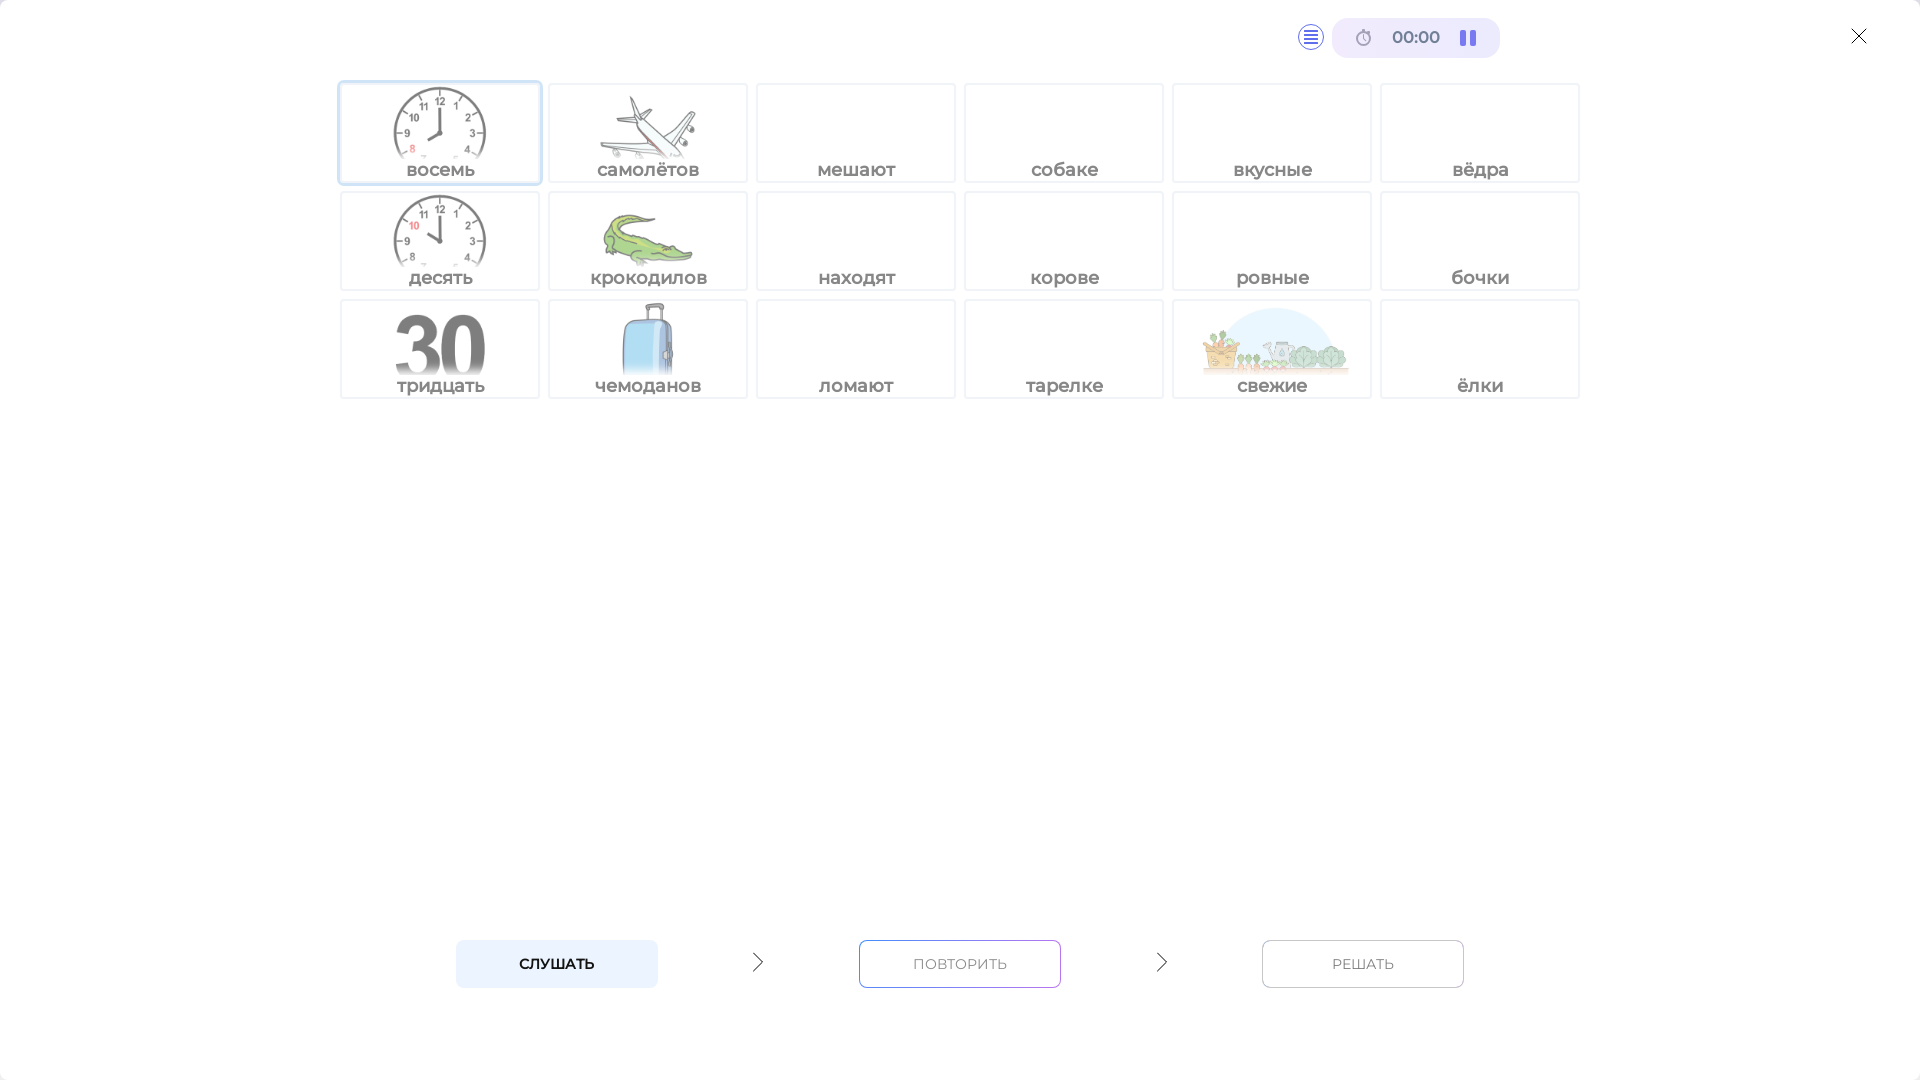 00:00
восемь самолётов мешают собаке вкусные вёдра
десять крокодилов находят корове ровные бочки
30
тридцать чемоданов ломают тарелке свежие ёлки
СЛУШАТЬ ПОВТОРИТЬ РЕШАТЬ